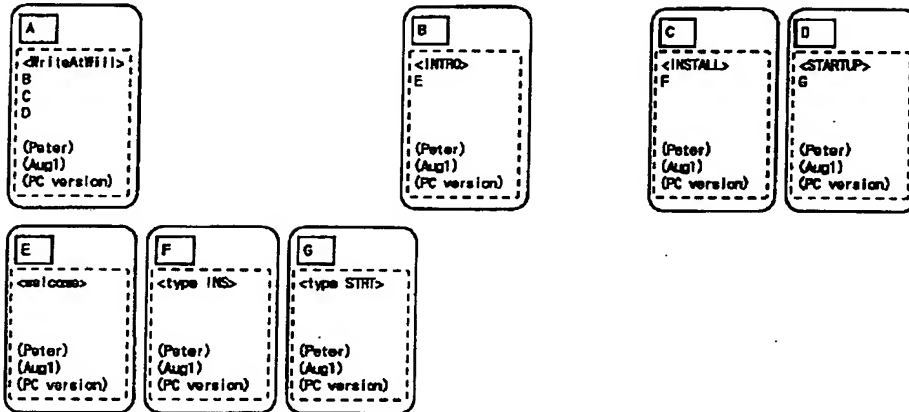 A
<WriteAtWill>
B
C
D
(Peter)
(Aug1)
(PC version)
B
<INTRO>
E
(Peter)
(Aug1)
(PC version)
C
<INSTALL>
F
(Peter)
(Aug1)
(PC version)
D
<STARTUP>
G
(Peter)
(Aug1)
(PC version)
E
<welcome>
(Peter)
(Aug1)
(PC version)
F
<type INS>
(Peter)
(Aug1)
(PC version)
G
<type STRT>
(Peter)
(Aug1)
(PC version)